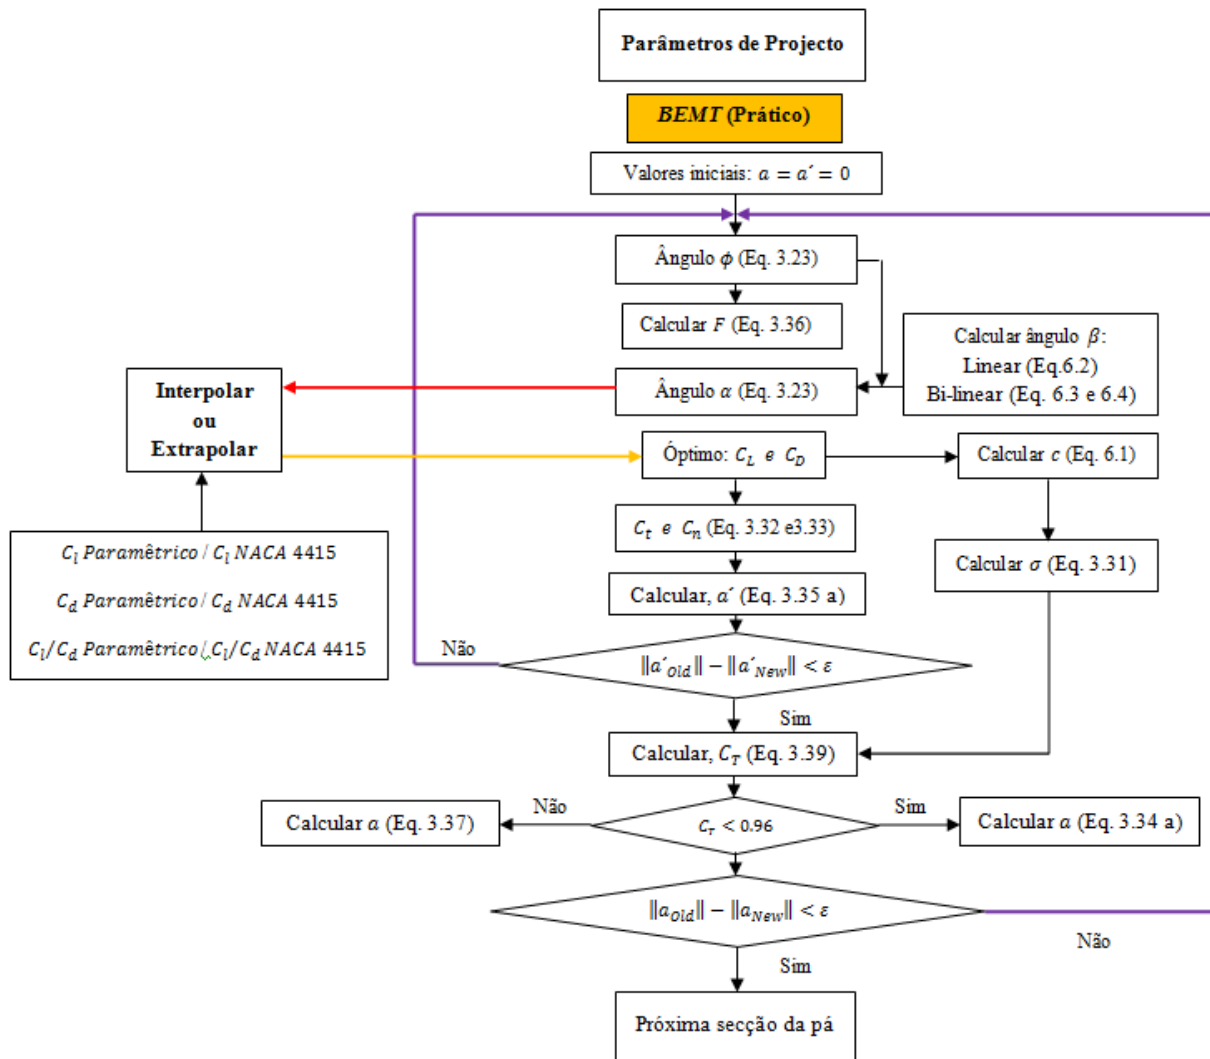 Parâmetros de Projecto
BEMT (Prático)
Valores iniciais: a = a´ = 0
Ângulo ϕ (Eq. 3.23)
Calcular F (Eq. 3.36)
Calcular ângulo β:
Linear (Eq.6.2)
Bi-linear (Eq. 6.3 e 6.4)
Interpolar
ou
Extrapolar
Ângulo α (Eq. 3.23)
Óptimo: C_L e C_D
Calcular c (Eq. 6.1)
C_t e C_n (Eq. 3.32 e3.33)
C_l Paramêtrico / C_l NACA 4415
C_d Paramêtrico / C_d NACA 4415
C_l/C_d Paramêtrico / C_l/C_d NACA 4415
Calcular σ (Eq. 3.31)
Calcular, a´ (Eq. 3.35 a)
Não
‖a´_Old‖ − ‖a´_New‖ < ε
Sim
Calcular, C_T (Eq. 3.39)
Não
Sim
Calcular a (Eq. 3.37)
C_T < 0.96
Calcular a (Eq. 3.34 a)
‖a_Old‖ − ‖a_New‖ < ε
Não
Sim
Próxima secção da pá